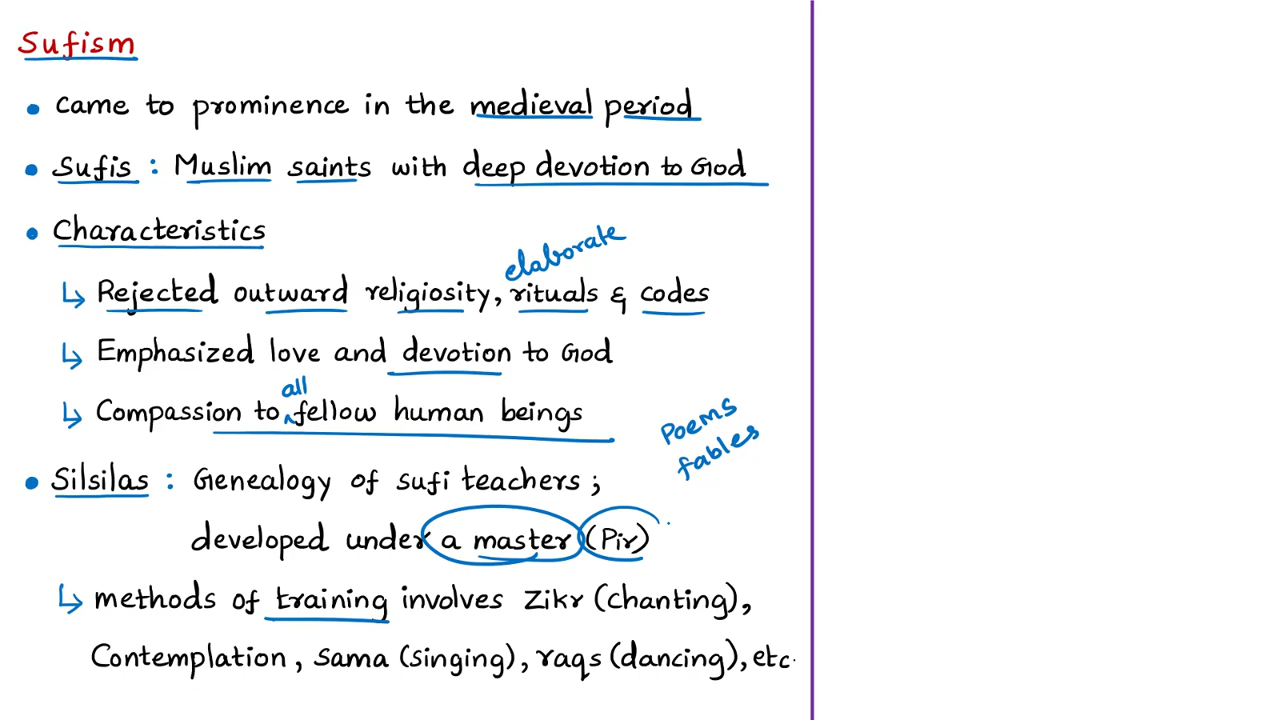 Sufism
• came to prominence in the medieval period
• Sufis : Muslim saints with deep devotion to God
• Characteristics
elaborate
↳ Rejected outward religiosity, rituals & codes
↳ Emphasized love and devotion to God
all
↳ Compassion to ^ fellow human beings
Poems
fables
• Silsilas : Genealogy of sufi teachers ;
developed under a master (Pir)
↳ methods of training involves Zikr (chanting),
Contemplation, Sama (singing), raqs (dancing), etc.